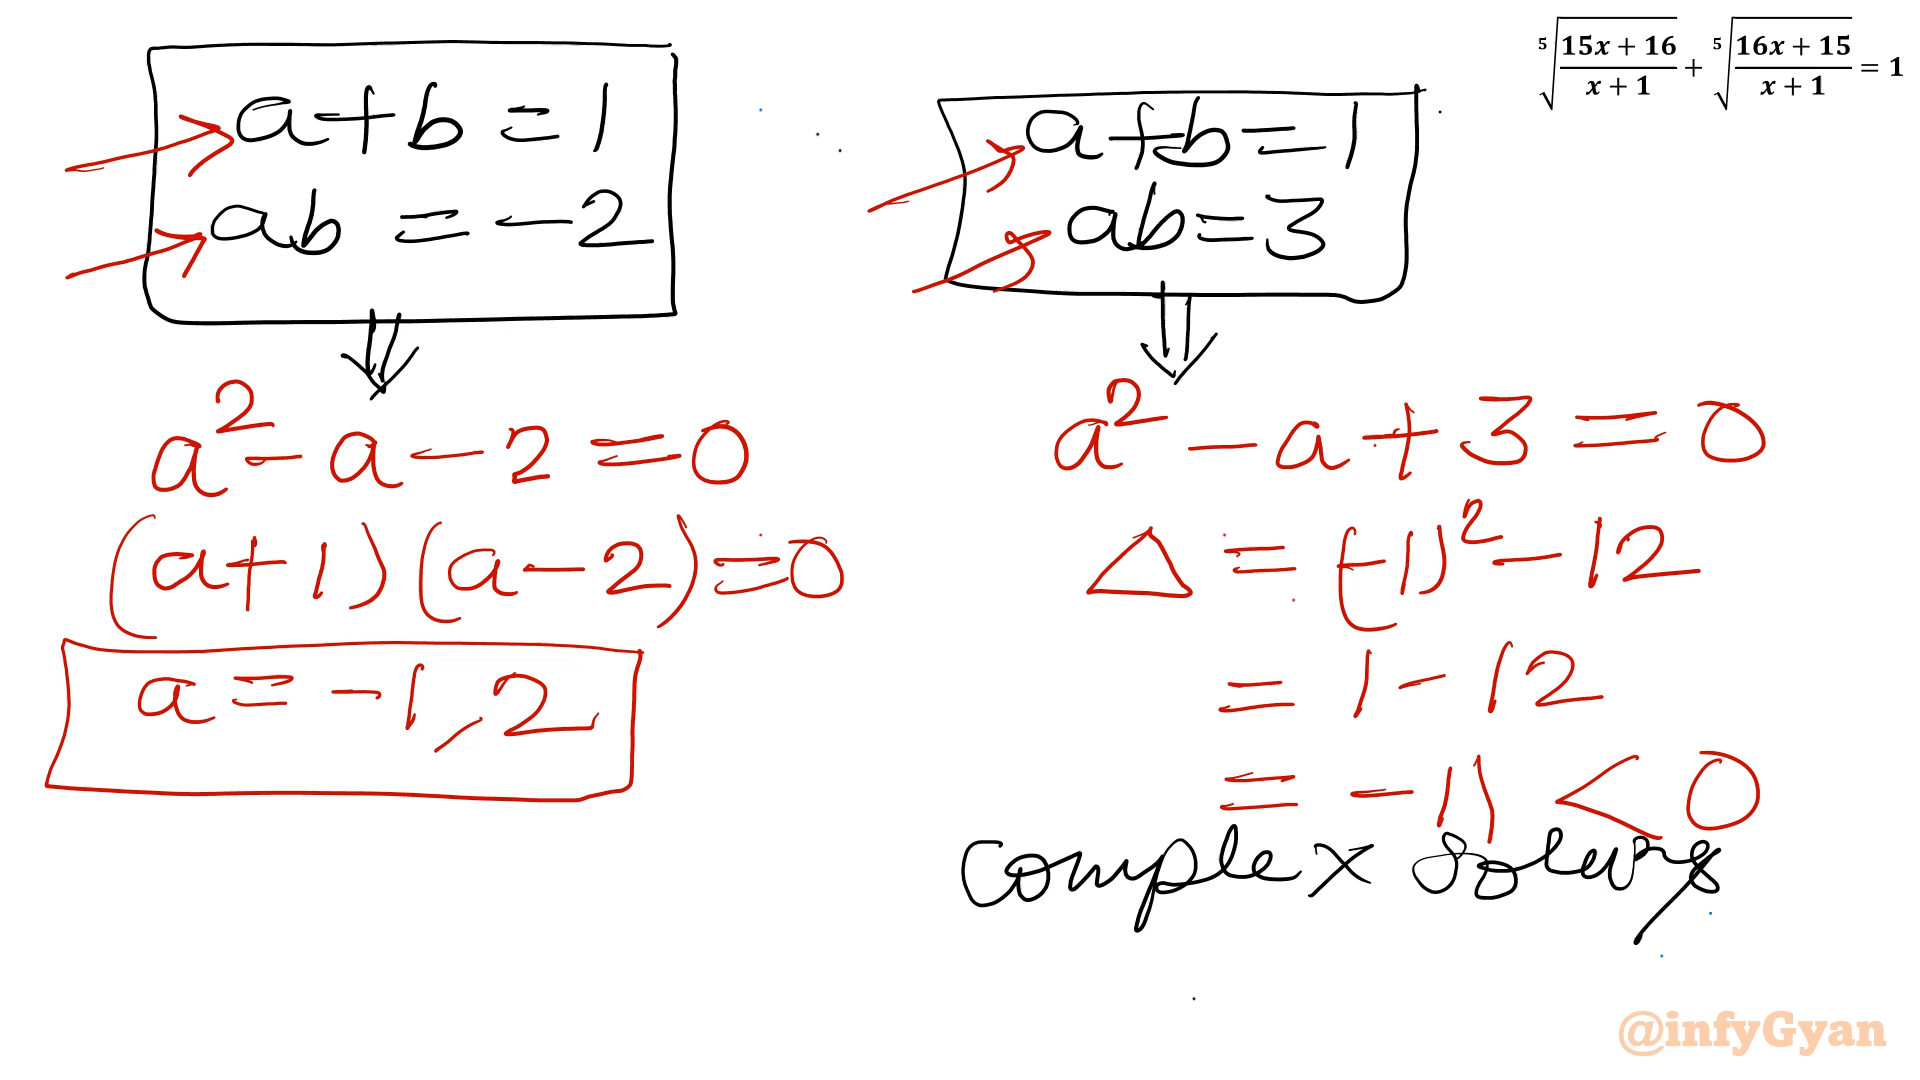 a+b=1
ab = -2
a² - a - 2 = 0
(a+1)(a-2)=0
a = -1, 2
a+b=1
ab=3
a² - a + 3 = 0
△ = (-1)² - 12
= 1 - 12
= -11 < 0
complex
⁵√((15x + 16)/(x + 1)) + ⁵√((16x + 15)/(x + 1)) = 1
@infyGyan